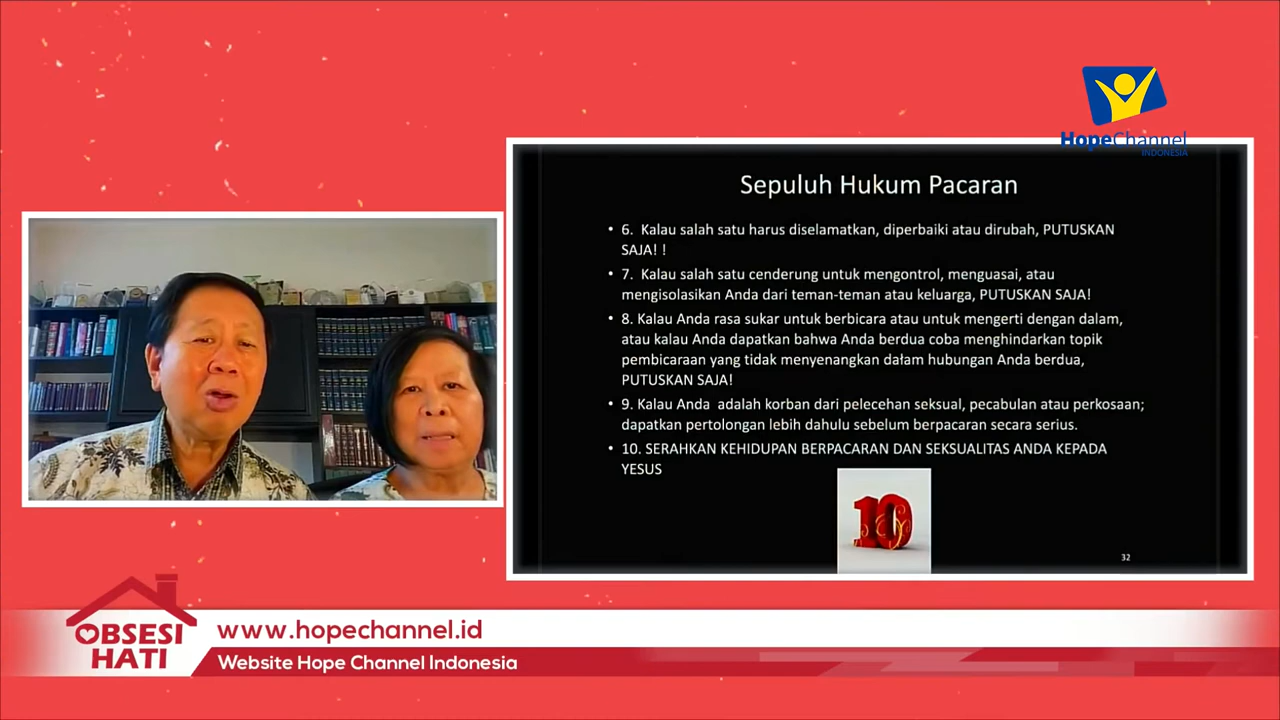 HopeChannel
INDONESIA
Sepuluh Hukum Pacaran
• 6. Kalau salah satu harus diselamatkan, diperbaiki atau dirubah, PUTUSKAN
SAJA! !
• 7. Kalau salah satu cenderung untuk mengontrol, menguasai, atau
mengisolasikan Anda dari teman-teman atau keluarga, PUTUSKAN SAJA!
• 8. Kalau Anda rasa sukar untuk berbicara atau untuk mengerti dengan dalam,
atau kalau Anda dapatkan bahwa Anda berdua coba menghindarkan topik
pembicaraan yang tidak menyenangkan dalam hubungan Anda berdua,
PUTUSKAN SAJA!
• 9. Kalau Anda adalah korban dari pelecehan seksual, pecabulan atau perkosaan;
dapatkan pertolongan lebih dahulu sebelum berpacaran secara serius.
• 10. SERAHKAN KEHIDUPAN BERPACARAN DAN SEKSUALITAS ANDA KEPADA
YESUS
10
32
OBSESI
HATI
www.hopechannel.id
Website Hope Channel Indonesia